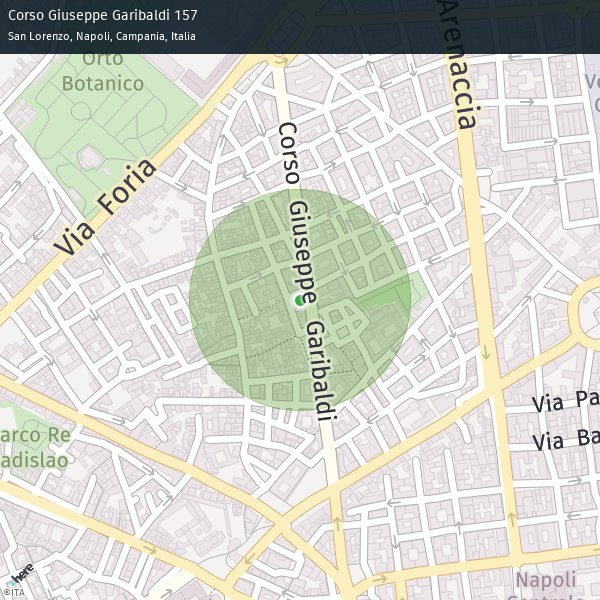 Corso Giuseppe Garibaldi 157
San Lorenzo, Napoli, Campania, Italia
Orto
Botanico
Arenaccia
Via Foria
Corso Giuseppe Garibaldi
Via Pa
Via Ba
arco Re
adislao
Napoli
Centrale
here
©ITA